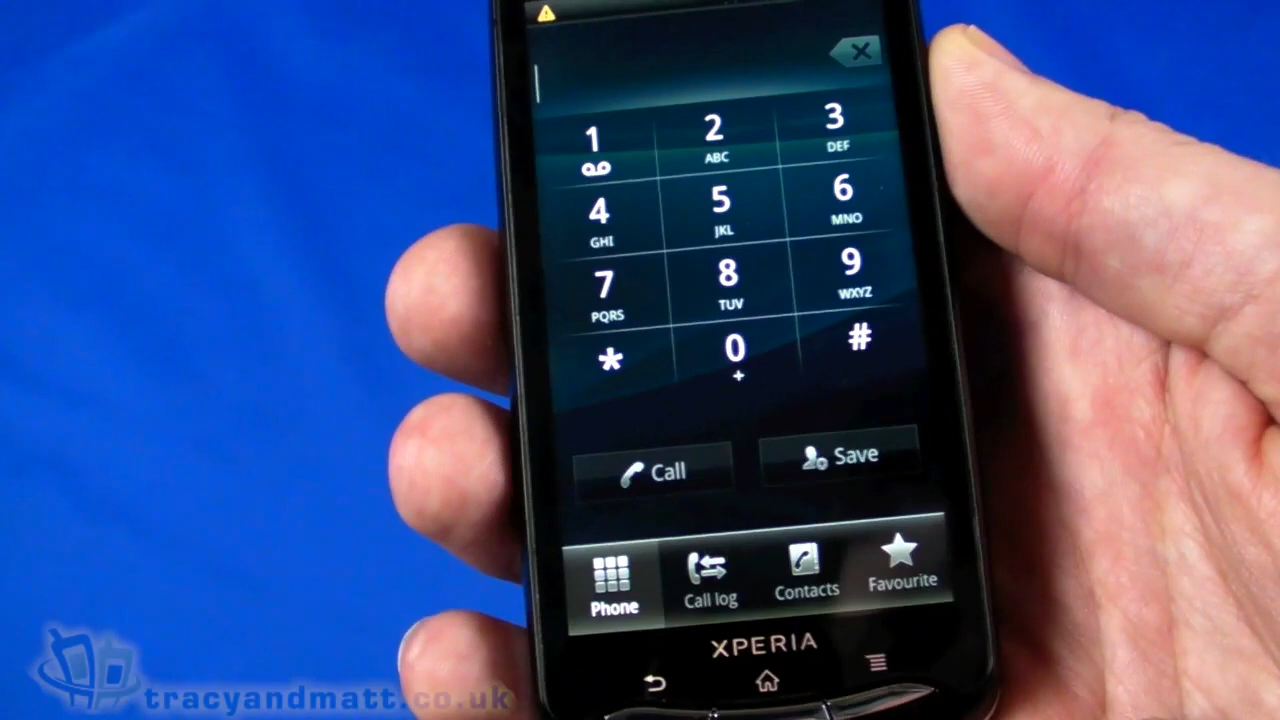 1 2 3
ABC DEF
4 5 6
GHI JKL MNO
7 8 9
PQRS TUV WXYZ
* 0 #
+
Call Save
Phone Call log Contacts Favourite
XPERIA
tracyandmatt.co.uk